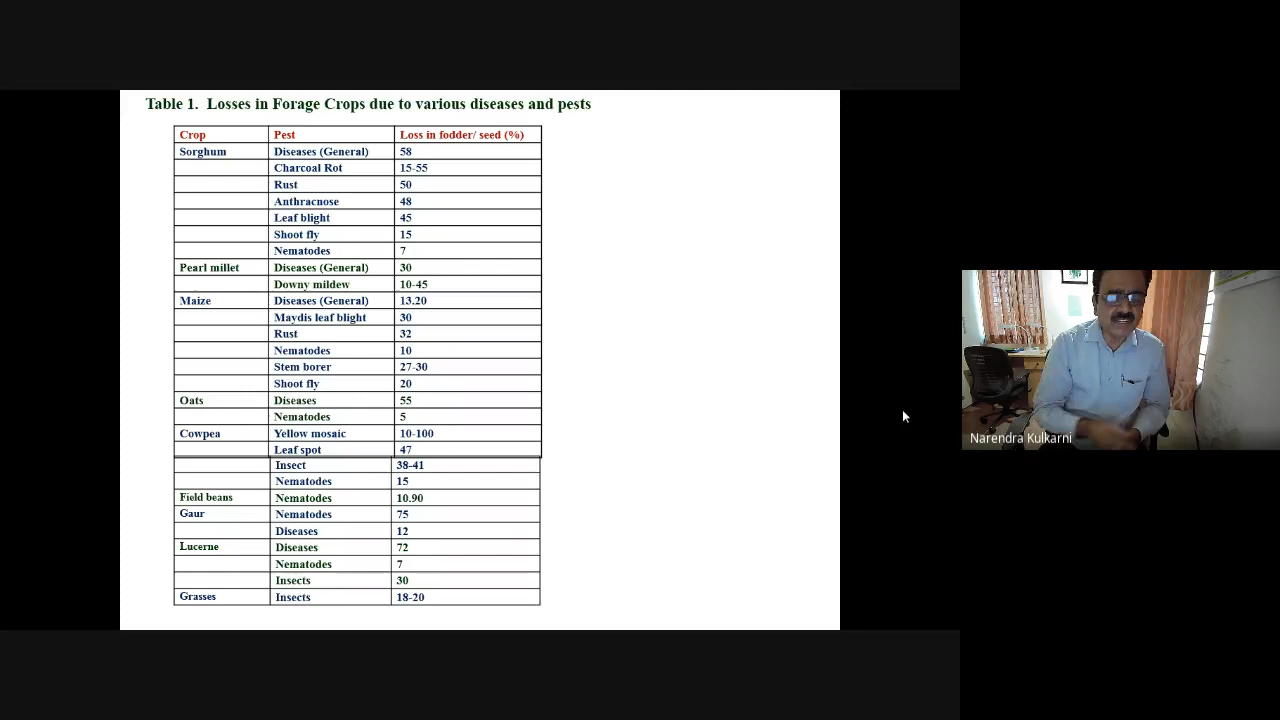 Table 1. Losses in Forage Crops due to various diseases and pests
Crop Pest Loss in fodder/ seed (%)
Sorghum Diseases (General) 58
Charcoal Rot 15-55
Rust 50
Anthracnose 48
Leaf blight 45
Shoot fly 15
Nematodes 7
Pearl millet Diseases (General) 30
Downy mildew 10-45
Maize Diseases (General) 13.20
Maydis leaf blight 30
Rust 32
Nematodes 10
Stem borer 27-30
Shoot fly 20
Oats Diseases 55
Nematodes 5
Cowpea Yellow mosaic 10-100
Leaf spot 47
Insect 38-41
Nematodes 15
Field beans Nematodes 10.90
Gaur Nematodes 75
Diseases 12
Lucerne Diseases 72
Nematodes 7
Insects 30
Grasses Insects 18-20
Narendra Kulkarni